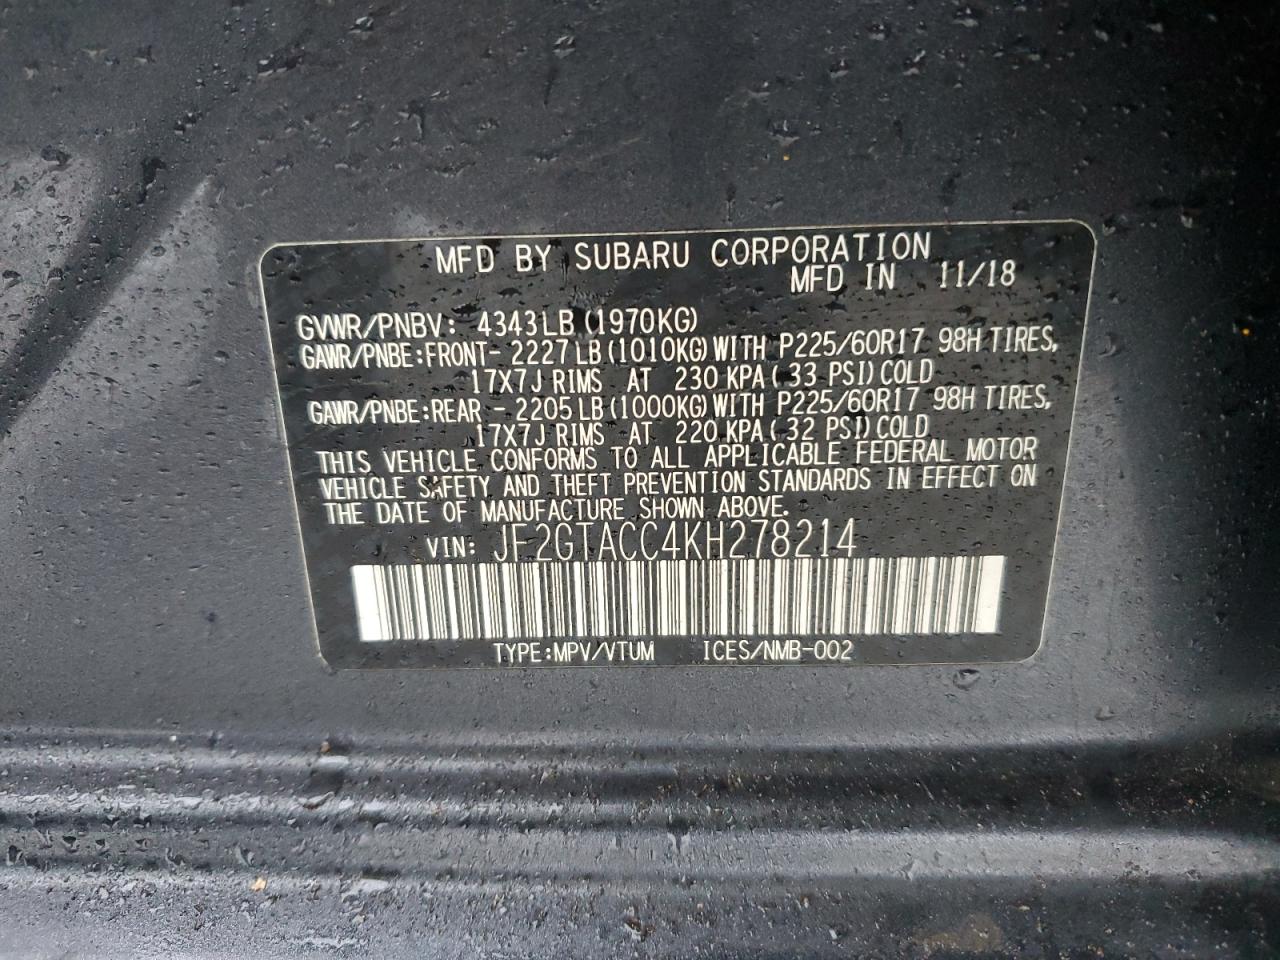 MFD BY SUBARU CORPORATION
MFD IN 11/18
GVWR/PNBV: 4343LB(1970KG)
GAWR/PNBE:FRONT- 2227LB(1010KG)WITH P225/60R17 98H TIRES,
17X7J RIMS AT 230 KPA( 33 PSI)COLD
GAWR/PNBE:REAR - 2205LB(1000KG)WITH P225/60R17 98H TIRES,
17X7J RIMS AT 220 KPA( 32 PSI)COLD
THIS VEHICLE CONFORMS TO ALL APPLICABLE FEDERAL MOTOR
VEHICLE SAFETY AND THEFT PREVENTION STANDARDS IN EFFECT ON
THE DATE OF MANUFACTURE SHOWN ABOVE.
VIN: JF2GTACC4KH278214
TYPE:MPV/VTUM ICES/NMB-002